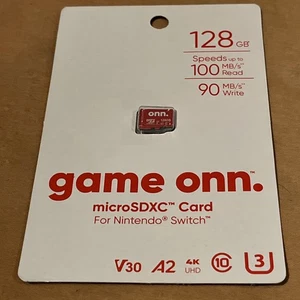 128 GB*
Speeds up to
100 MB/s**
Read
90 MB/s**
Write
onn.
game onn.™
microSDXC™ Card
For Nintendo® Switch™
V30 A2 4K UHD 10 U3